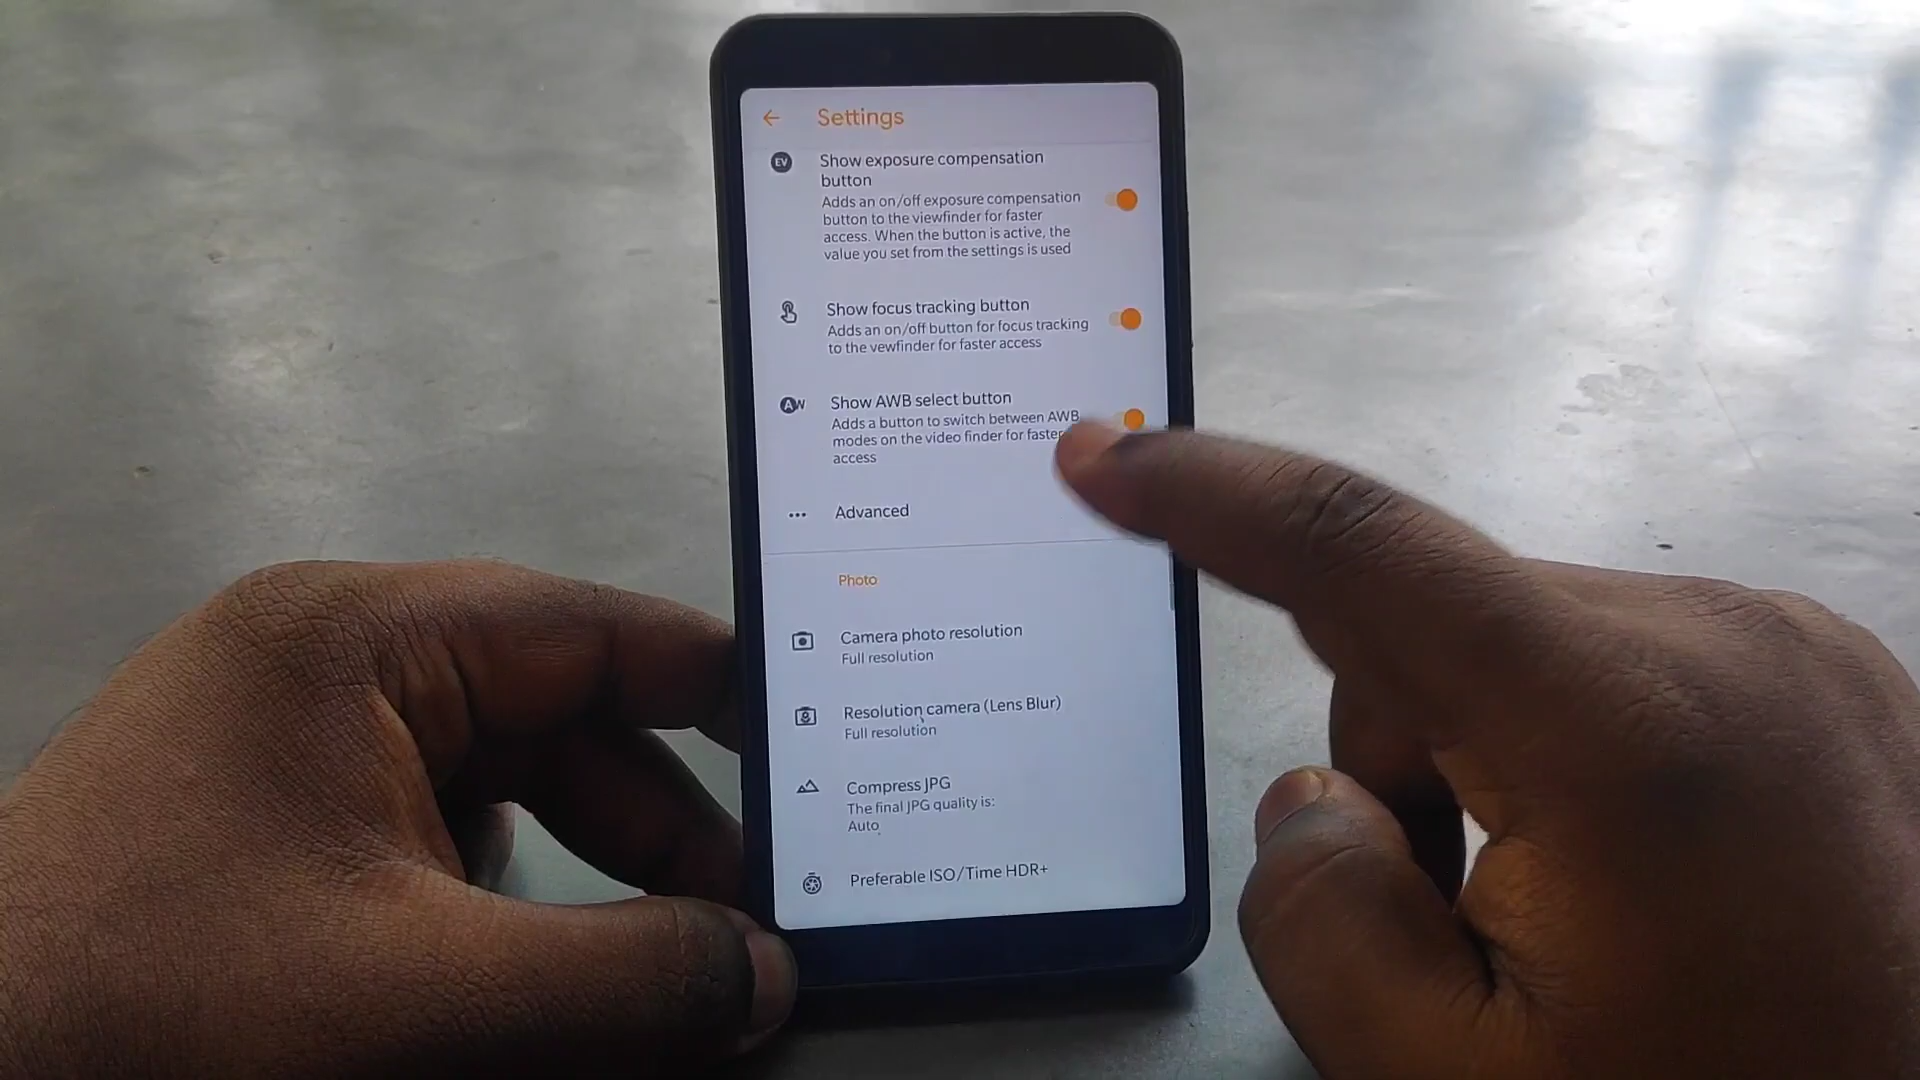 Settings
EV
Show exposure compensation
button
Adds an on/off exposure compensation
button to the viewfinder for faster
access. When the button is active, the
value you set from the settings is used
Show focus tracking button
Adds an on/off button for focus tracking
to the vewfinder for faster access
AW
Show AWB select button
Adds a button to switch between AWB
modes on the video finder for faster
access
Advanced
Photo
Camera photo resolution
Full resolution
Resolution camera (Lens Blur)
Full resolution
Compress JPG
The final JPG quality is:
Auto
Preferable ISO/Time HDR+